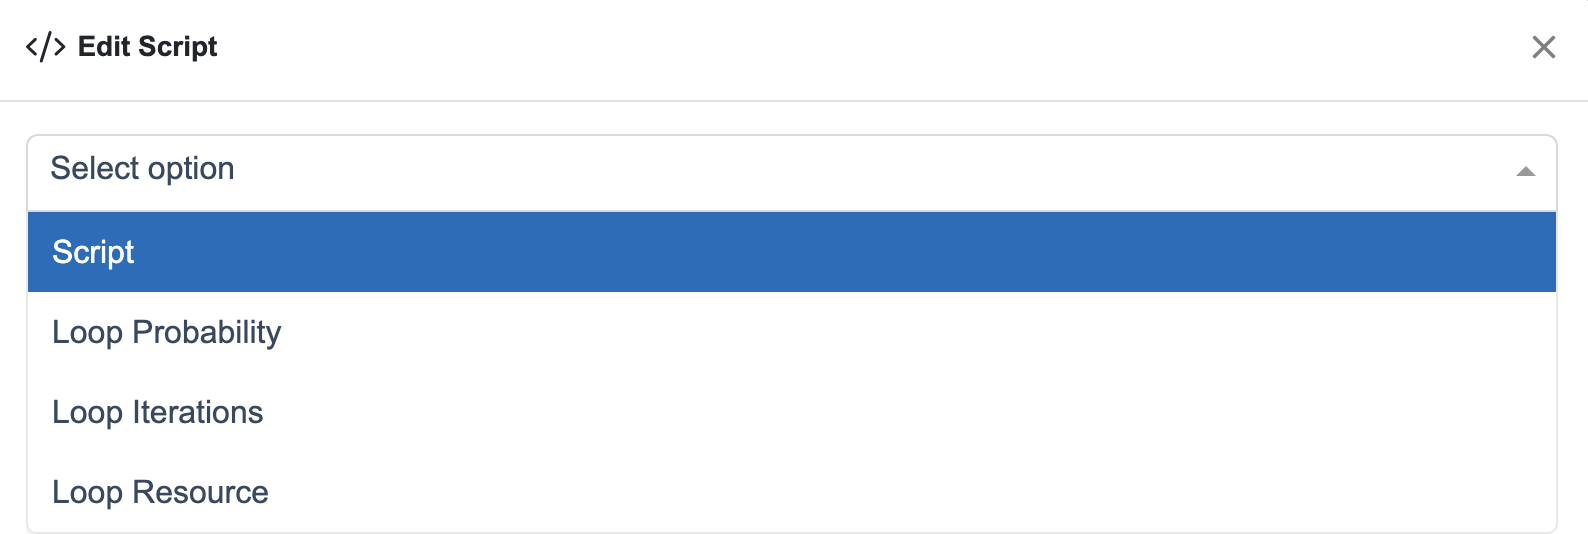 Edit Script
Select option
Script
Loop Probability
Loop Iterations
Loop Resource